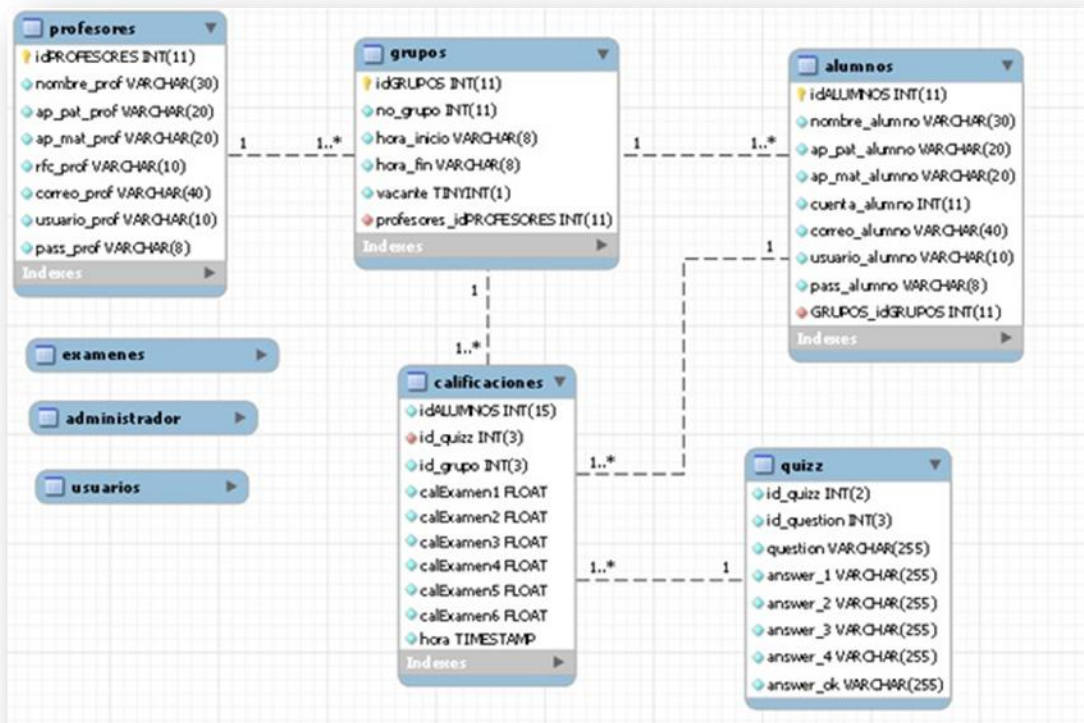 profesores
idPROFESORES INT(11)
nombre_prof VARCHAR(30)
ap_pat_prof VARCHAR(20)
ap_mat_prof VARCHAR(20)
rfc_prof VARCHAR(10)
correo_prof VARCHAR(40)
usuario_prof VARCHAR(10)
pass_prof VARCHAR(8)
Indexes
1
1..*
grupos
idGRUPOS INT(11)
no_grupo INT(11)
hora_inicio VARCHAR(8)
hora_fin VARCHAR(8)
vacante TINYINT(1)
profesores_idPROFESORES INT(11)
Indexes
1
1..*
alumnos
idALUMNOS INT(11)
nombre_alumno VARCHAR(30)
ap_pat_alumno VARCHAR(20)
ap_mat_alumno VARCHAR(20)
cuenta_alumno INT(11)
correo_alumno VARCHAR(40)
usuario_alumno VARCHAR(10)
pass_alumno VARCHAR(8)
GRUPOS_idGRUPOS INT(11)
Indexes
1
1
1..*
examenes
administrador
usuarios
calificaciones
idALUMNOS INT(15)
id_quizz INT(3)
id_grupo INT(3)
calExamen1 FLOAT
calExamen2 FLOAT
calExamen3 FLOAT
calExamen4 FLOAT
calExamen5 FLOAT
calExamen6 FLOAT
hora TIMESTAMP
Indexes
1..*
1..*
1
quizz
id_quizz INT(2)
id_question INT(3)
question VARCHAR(255)
answer_1 VARCHAR(255)
answer_2 VARCHAR(255)
answer_3 VARCHAR(255)
answer_4 VARCHAR(255)
answer_ok VARCHAR(255)